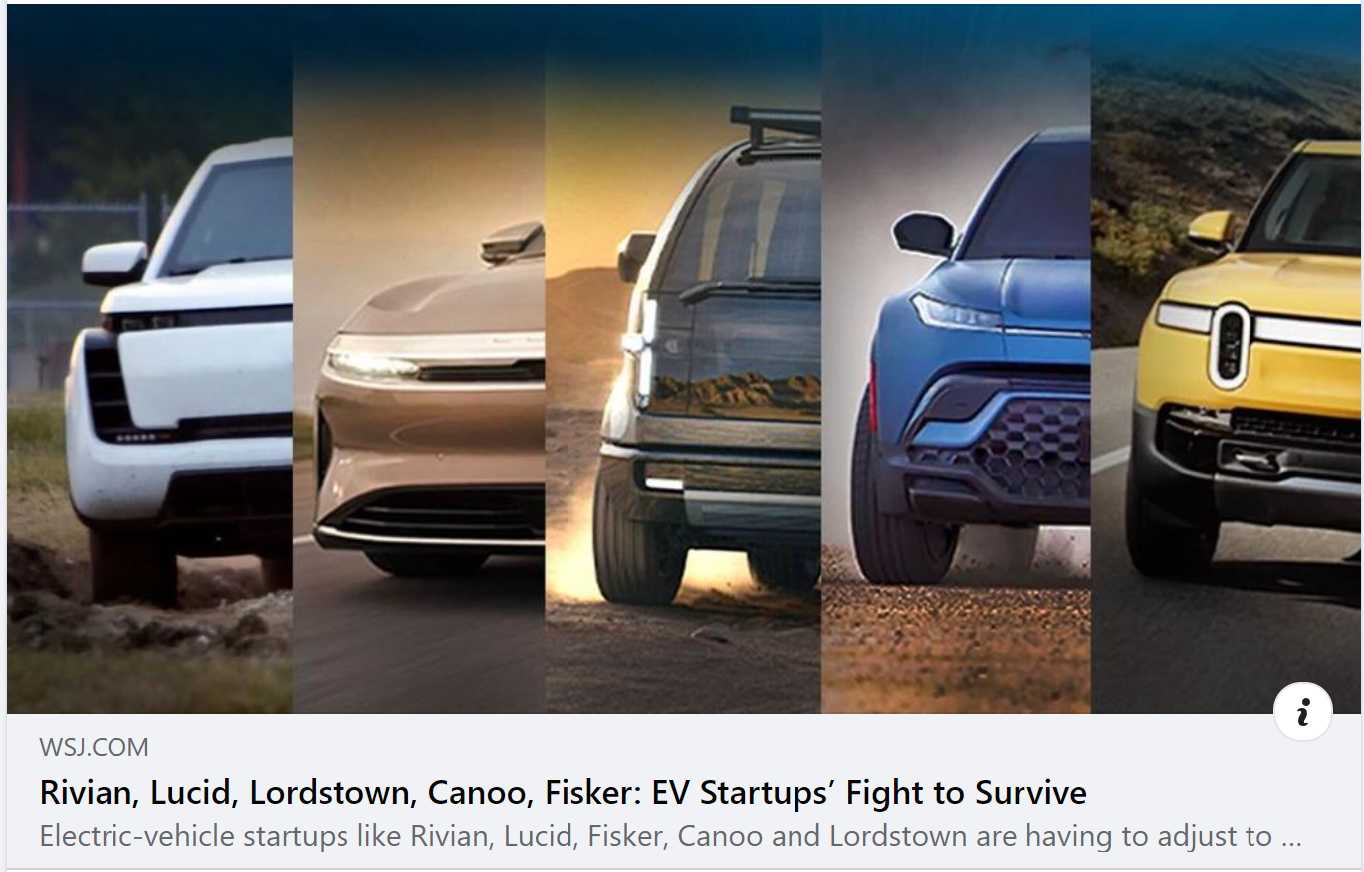 WSJ.COM
Rivian, Lucid, Lordstown, Canoo, Fisker: EV Startups’ Fight to Survive
Electric-vehicle startups like Rivian, Lucid, Fisker, Canoo and Lordstown are having to adjust to ...